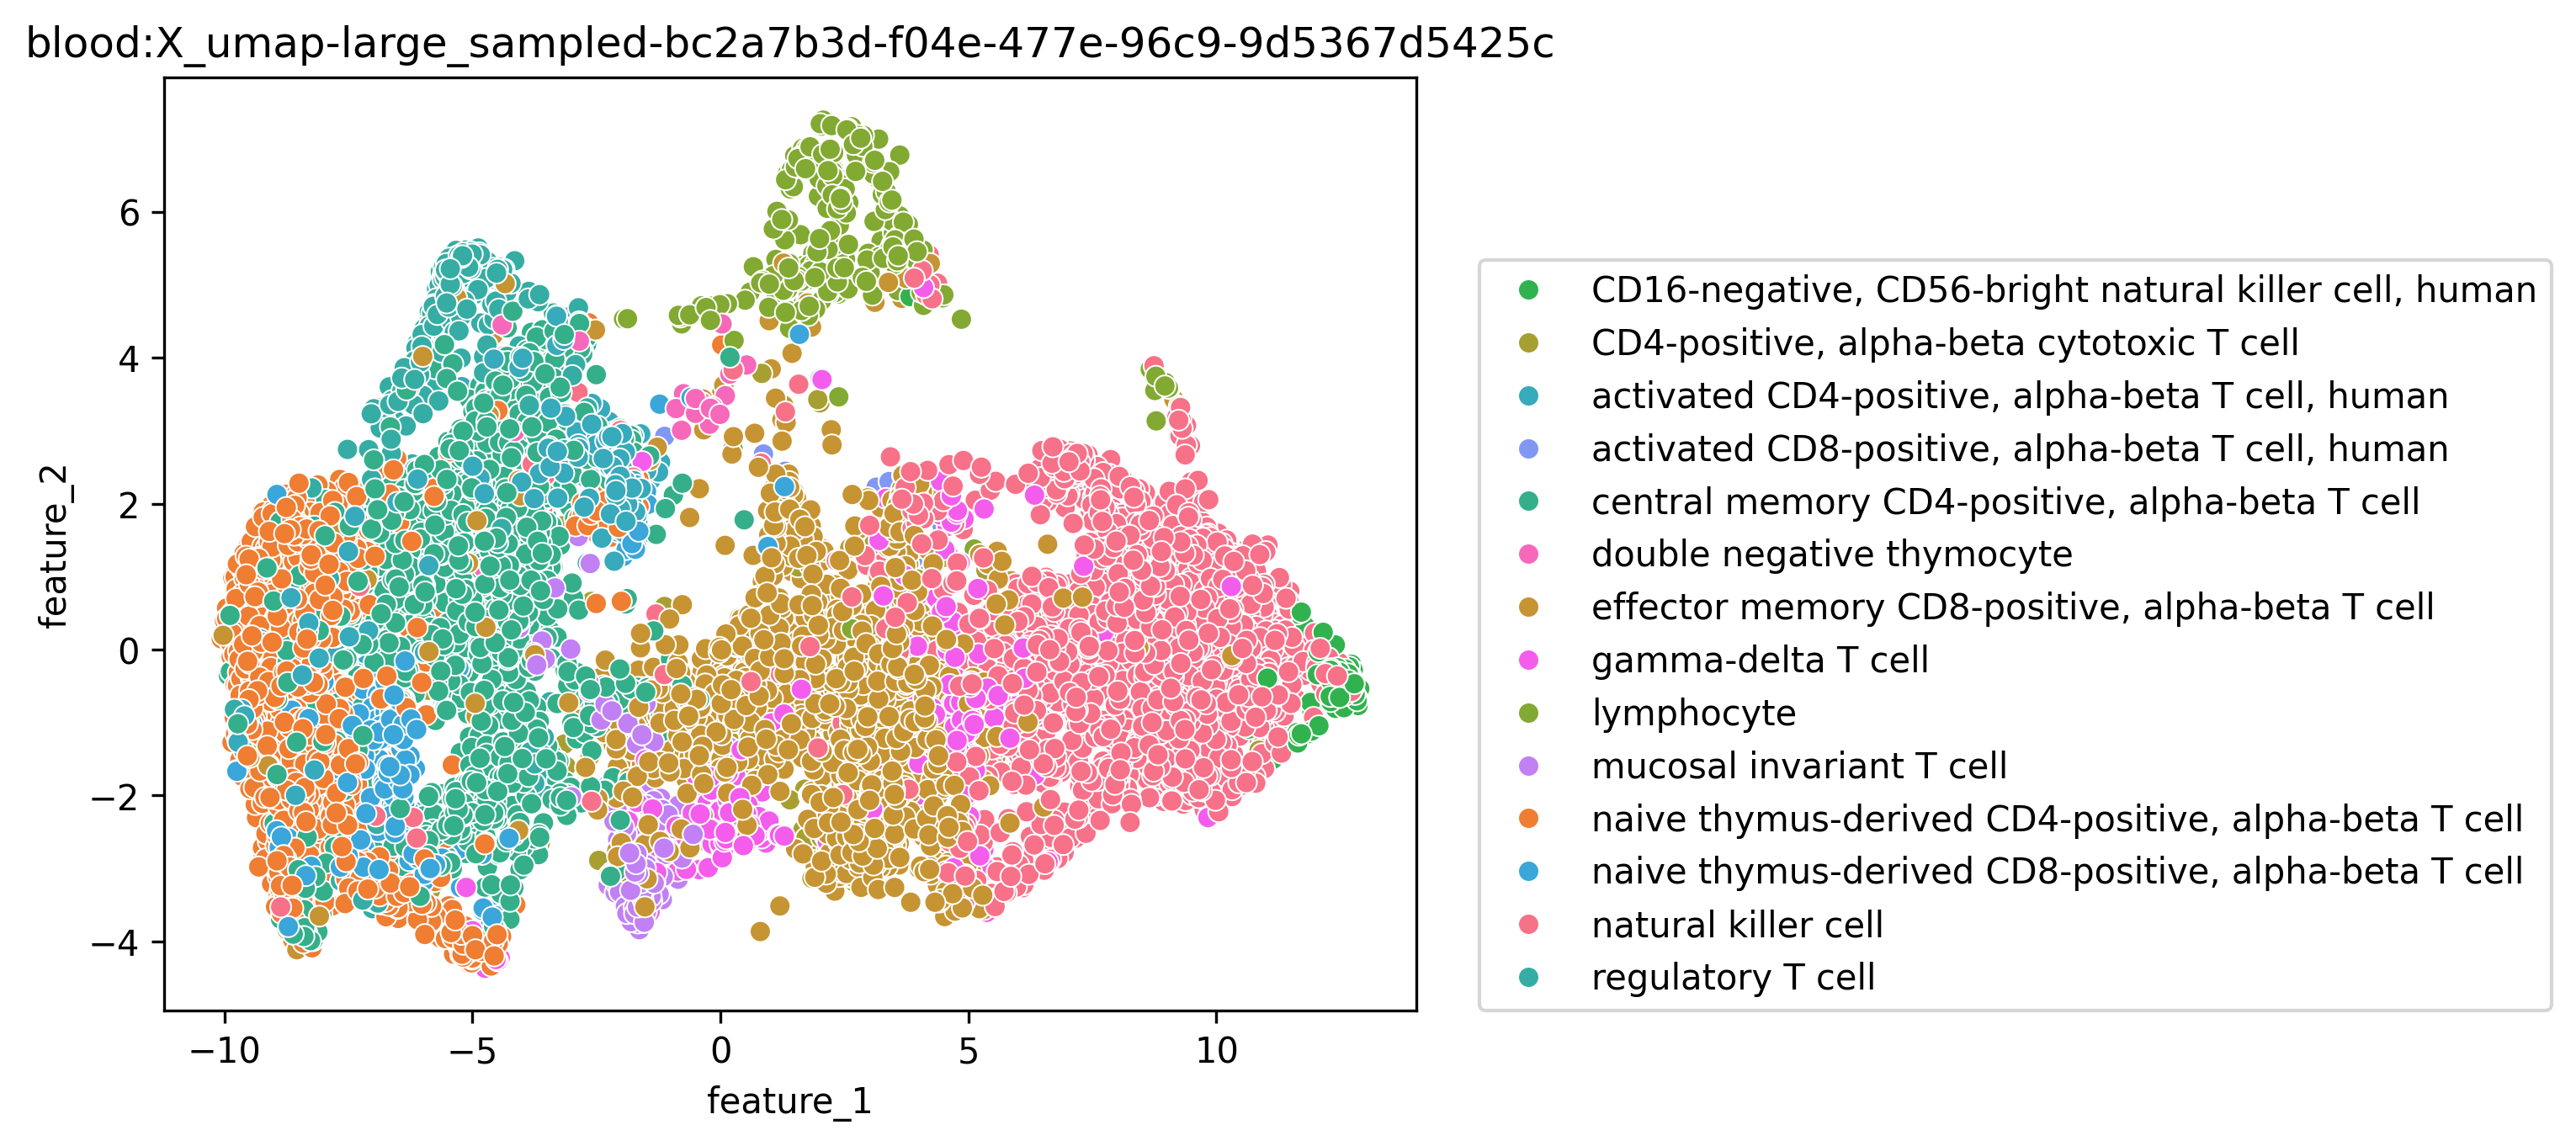 blood:X_umap-large_sampled-bc2a7b3d-f04e-477e-96c9-9d5367d5425c
feature_2
6
4
2
0
−2
−4
−10
−5
0
5
10
feature_1
CD16-negative, CD56-bright natural killer cell, human
CD4-positive, alpha-beta cytotoxic T cell
activated CD4-positive, alpha-beta T cell, human
activated CD8-positive, alpha-beta T cell, human
central memory CD4-positive, alpha-beta T cell
double negative thymocyte
effector memory CD8-positive, alpha-beta T cell
gamma-delta T cell
lymphocyte
mucosal invariant T cell
naive thymus-derived CD4-positive, alpha-beta T cell
naive thymus-derived CD8-positive, alpha-beta T cell
natural killer cell
regulatory T cell